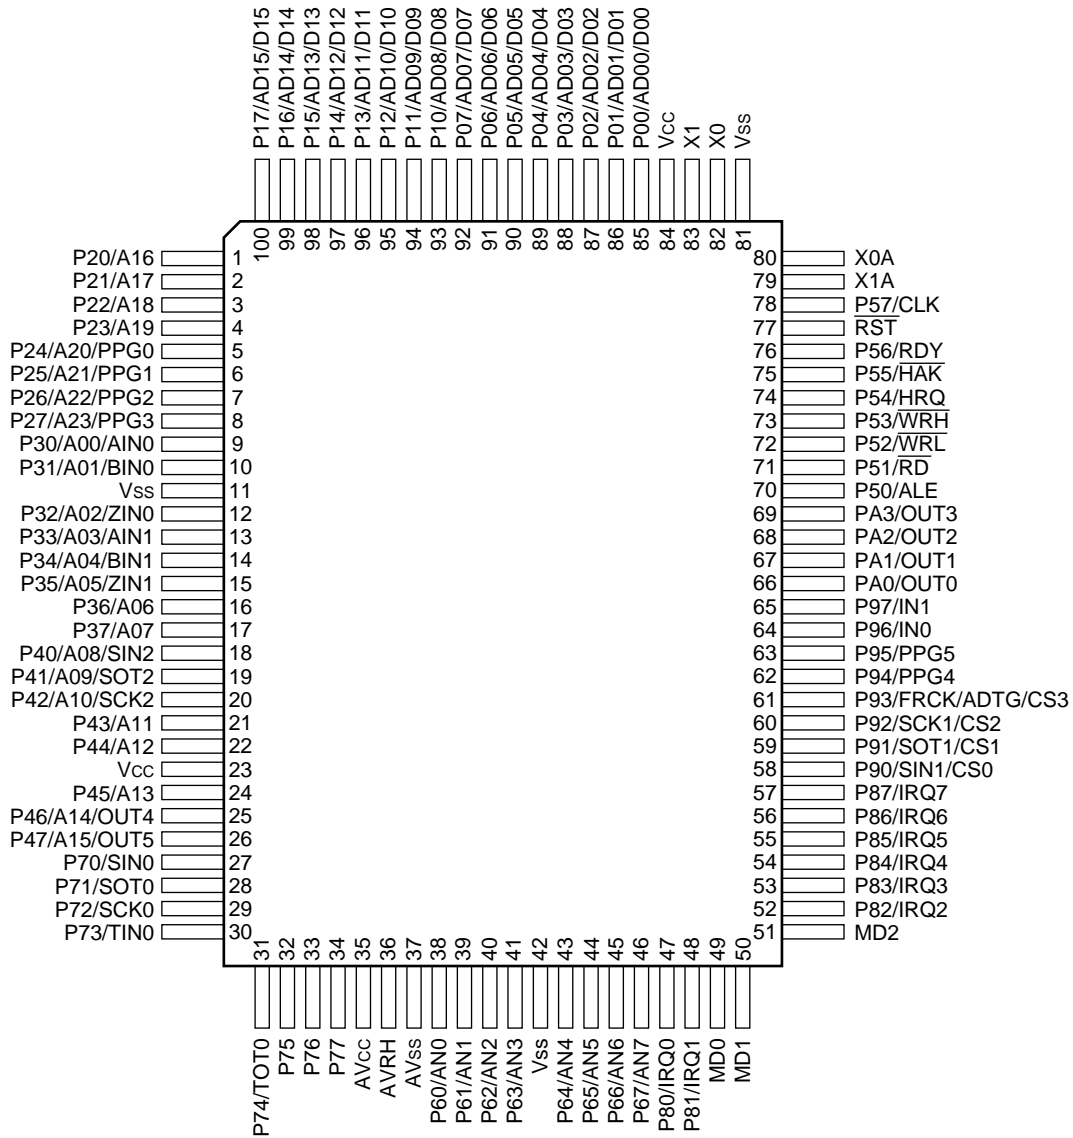 P17/AD15/D15
P16/AD14/D14
P15/AD13/D13
P14/AD12/D12
P13/AD11/D11
P12/AD10/D10
P11/AD09/D09
P10/AD08/D08
P07/AD07/D07
P06/AD06/D06
P05/AD05/D05
P04/AD04/D04
P03/AD03/D03
P02/AD02/D02
P01/AD01/D01
P00/AD00/D00
Vcc
X1
X0
Vss
100
99
98
97
96
95
94
93
92
91
90
89
88
87
86
85
84
83
82
81
P20/A16 1
P21/A17 2
P22/A18 3
P23/A19 4
P24/A20/PPG0 5
P25/A21/PPG1 6
P26/A22/PPG2 7
P27/A23/PPG3 8
P30/A00/AIN0 9
P31/A01/BIN0 10
Vss 11
P32/A02/ZIN0 12
P33/A03/AIN1 13
P34/A04/BIN1 14
P35/A05/ZIN1 15
P36/A06 16
P37/A07 17
P40/A08/SIN2 18
P41/A09/SOT2 19
P42/A10/SCK2 20
P43/A11 21
P44/A12 22
Vcc 23
P45/A13 24
P46/A14/OUT4 25
P47/A15/OUT5 26
P70/SIN0 27
P71/SOT0 28
P72/SCK0 29
P73/TIN0 30
80 X0A
79 X1A
78 P57/CLK
77 RST
76 P56/RDY
75 P55/HAK
74 P54/HRQ
73 P53/WRH
72 P52/WRL
71 P51/RD
70 P50/ALE
69 PA3/OUT3
68 PA2/OUT2
67 PA1/OUT1
66 PA0/OUT0
65 P97/IN1
64 P96/IN0
63 P95/PPG5
62 P94/PPG4
61 P93/FRCK/ADTG/CS3
60 P92/SCK1/CS2
59 P91/SOT1/CS1
58 P90/SIN1/CS0
57 P87/IRQ7
56 P86/IRQ6
55 P85/IRQ5
54 P84/IRQ4
53 P83/IRQ3
52 P82/IRQ2
51 MD2
31
32
33
34
35
36
37
38
39
40
41
42
43
44
45
46
47
48
49
50
P74/TOT0
P75
P76
P77
AVcc
AVRH
AVss
P60/AN0
P61/AN1
P62/AN2
P63/AN3
Vss
P64/AN4
P65/AN5
P66/AN6
P67/AN7
P80/IRQ0
P81/IRQ1
MD0
MD1